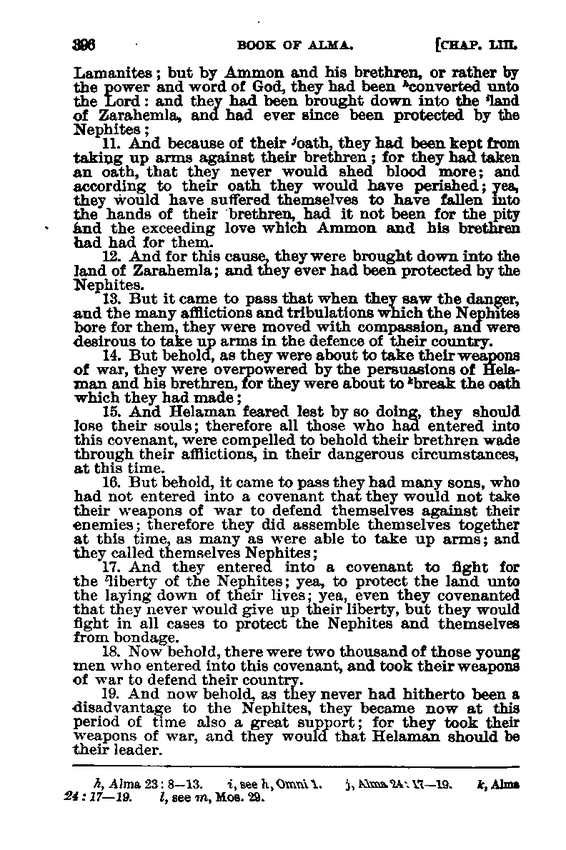 396 BOOK OF ALMA. [CHAP. LIII.
Lamanites; but by Ammon and his brethren, or rather by
the power and word of God, they had been ʰconverted unto
the Lord: and they had been brought down into the ⁱland
of Zarahemla, and had ever since been protected by the
Nephites;
11. And because of their ʲoath, they had been kept from
taking up arms against their brethren; for they had taken
an oath, that they never would shed blood more; and
according to their oath they would have perished; yea,
they would have suffered themselves to have fallen into
the hands of their brethren, had it not been for the pity
and the exceeding love which Ammon and his brethren
had had for them.
12. And for this cause, they were brought down into the
land of Zarahemla; and they ever had been protected by the
Nephites.
13. But it came to pass that when they saw the danger,
and the many afflictions and tribulations which the Nephites
bore for them, they were moved with compassion, and were
desirous to take up arms in the defence of their country.
14. But behold, as they were about to take their weapons
of war, they were overpowered by the persuasions of Hela-
man and his brethren, for they were about to ᵏbreak the oath
which they had made;
15. And Helaman feared lest by so doing, they should
lose their souls; therefore all those who had entered into
this covenant, were compelled to behold their brethren wade
through their afflictions, in their dangerous circumstances,
at this time.
16. But behold, it came to pass they had many sons, who
had not entered into a covenant that they would not take
their weapons of war to defend themselves against their
enemies; therefore they did assemble themselves together
at this time, as many as were able to take up arms; and
they called themselves Nephites;
17. And they entered into a covenant to fight for
the ˡliberty of the Nephites; yea, to protect the land unto
the laying down of their lives; yea, even they covenanted
that they never would give up their liberty, but they would
fight in all cases to protect the Nephites and themselves
from bondage.
18. Now behold, there were two thousand of those young
men who entered into this covenant, and took their weapons
of war to defend their country.
19. And now behold, as they never had hitherto been a
disadvantage to the Nephites, they became now at this
period of time also a great support; for they took their
weapons of war, and they would that Helaman should be
their leader.
h, Alma 23: 8—13. i, see h, Omni 1. j, Alma 24: 17—19. k, Alma
24: 17—19. l, see m, Mos. 29.